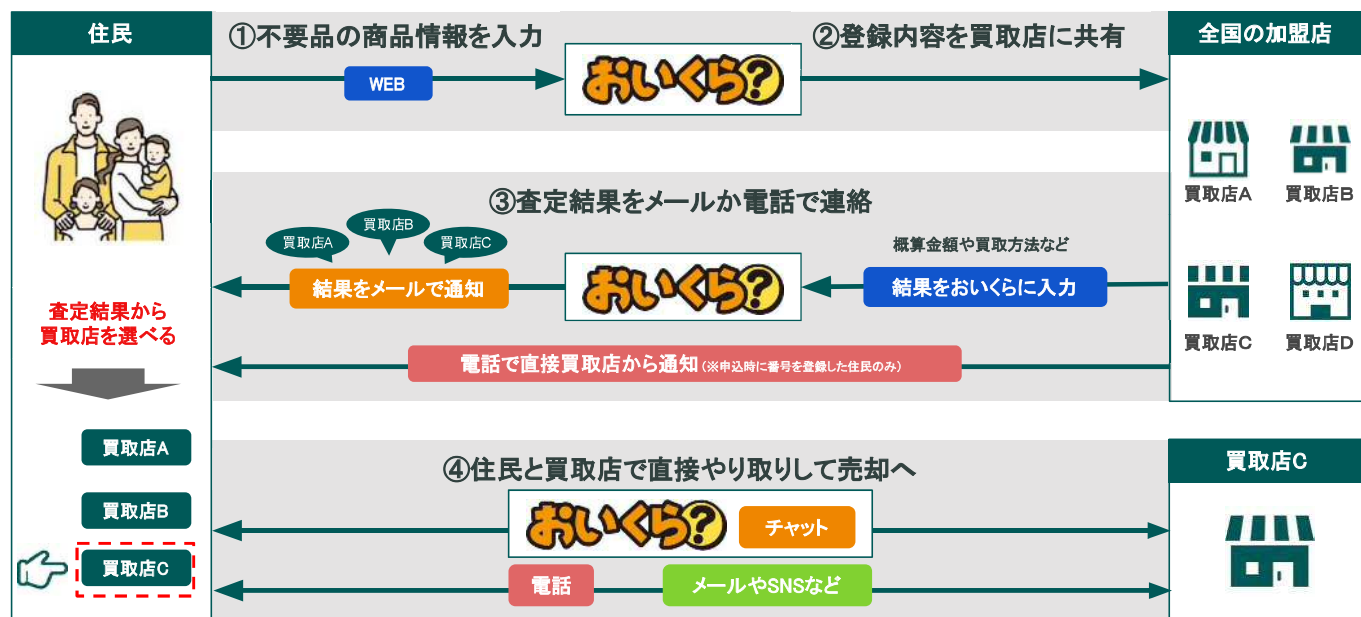 住民
①不要品の商品情報を入力
②登録内容を買取店に共有
全国の加盟店
WEB
おいくら?
買取店A
買取店B
③査定結果をメールか電話で連絡
買取店A
買取店B
買取店C
概算金額や買取方法など
結果をメールで通知
おいくら?
結果をおいくらに入力
買取店C
買取店D
査定結果から
買取店を選べる
電話で直接買取店から通知(※申込時に番号を登録した住民のみ)
買取店A
買取店B
買取店C
④住民と買取店で直接やり取りして売却へ
買取店C
おいくら?
チャット
電話
メールやSNSなど